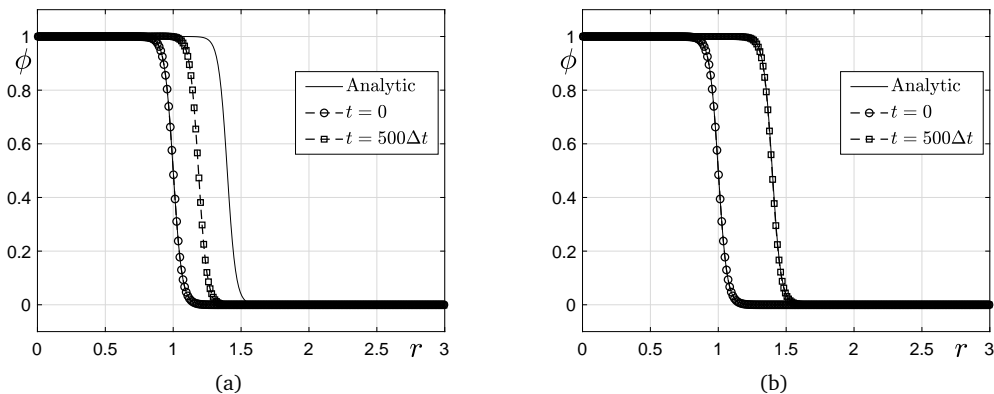 1
ϕ
0.8
0.6
0.4
0.2
0
Analytic
t = 0
t = 500Δt
0 0.5 1 1.5 2 2.5 r 3
(a)
1
ϕ
0.8
0.6
0.4
0.2
0
Analytic
t = 0
t = 500Δt
0 0.5 1 1.5 2 2.5 r 3
(b)